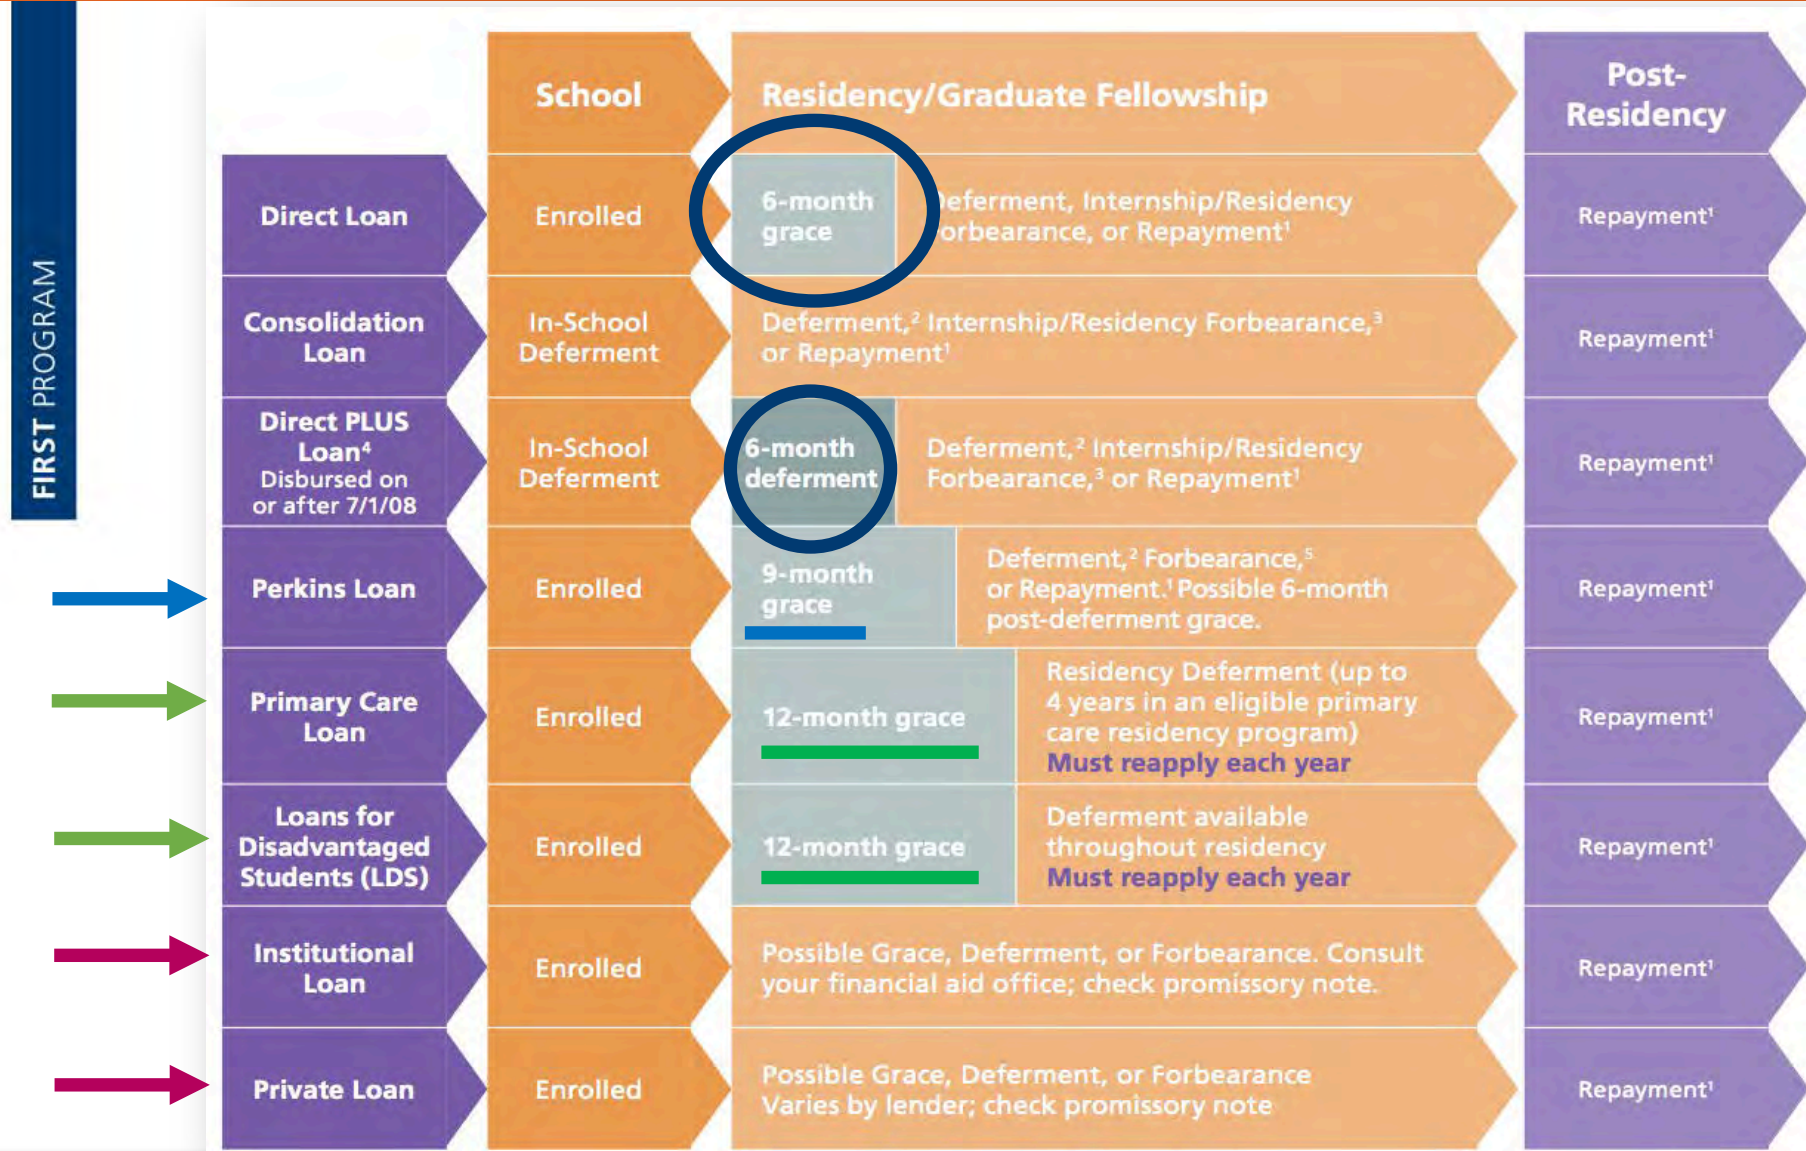 FIRST PROGRAM
School
Residency/Graduate Fellowship
Post-
Residency
Direct Loan
Enrolled
6-month
grace
eferment, Internship/Residency
orbearance, or Repayment¹
Repayment¹
Consolidation
Loan
In-School
Deferment
Deferment,² Internship/Residency Forbearance,³
or Repayment¹
Repayment¹
Direct PLUS
Loan⁴
Disbursed on
or after 7/1/08
In-School
Deferment
6-month
deferment
Deferment,² Internship/Residency
Forbearance,³ or Repayment¹
Repayment¹
Perkins Loan
Enrolled
9-month
grace
Deferment,² Forbearance,⁵
or Repayment.¹ Possible 6-month
post-deferment grace.
Repayment¹
Primary Care
Loan
Enrolled
12-month grace
Residency Deferment (up to
4 years in an eligible primary
care residency program)
Must reapply each year
Repayment¹
Loans for
Disadvantaged
Students (LDS)
Enrolled
12-month grace
Deferment available
throughout residency
Must reapply each year
Repayment¹
Institutional
Loan
Enrolled
Possible Grace, Deferment, or Forbearance. Consult
your financial aid office; check promissory note.
Repayment¹
Private Loan
Enrolled
Possible Grace, Deferment, or Forbearance
Varies by lender; check promissory note
Repayment¹